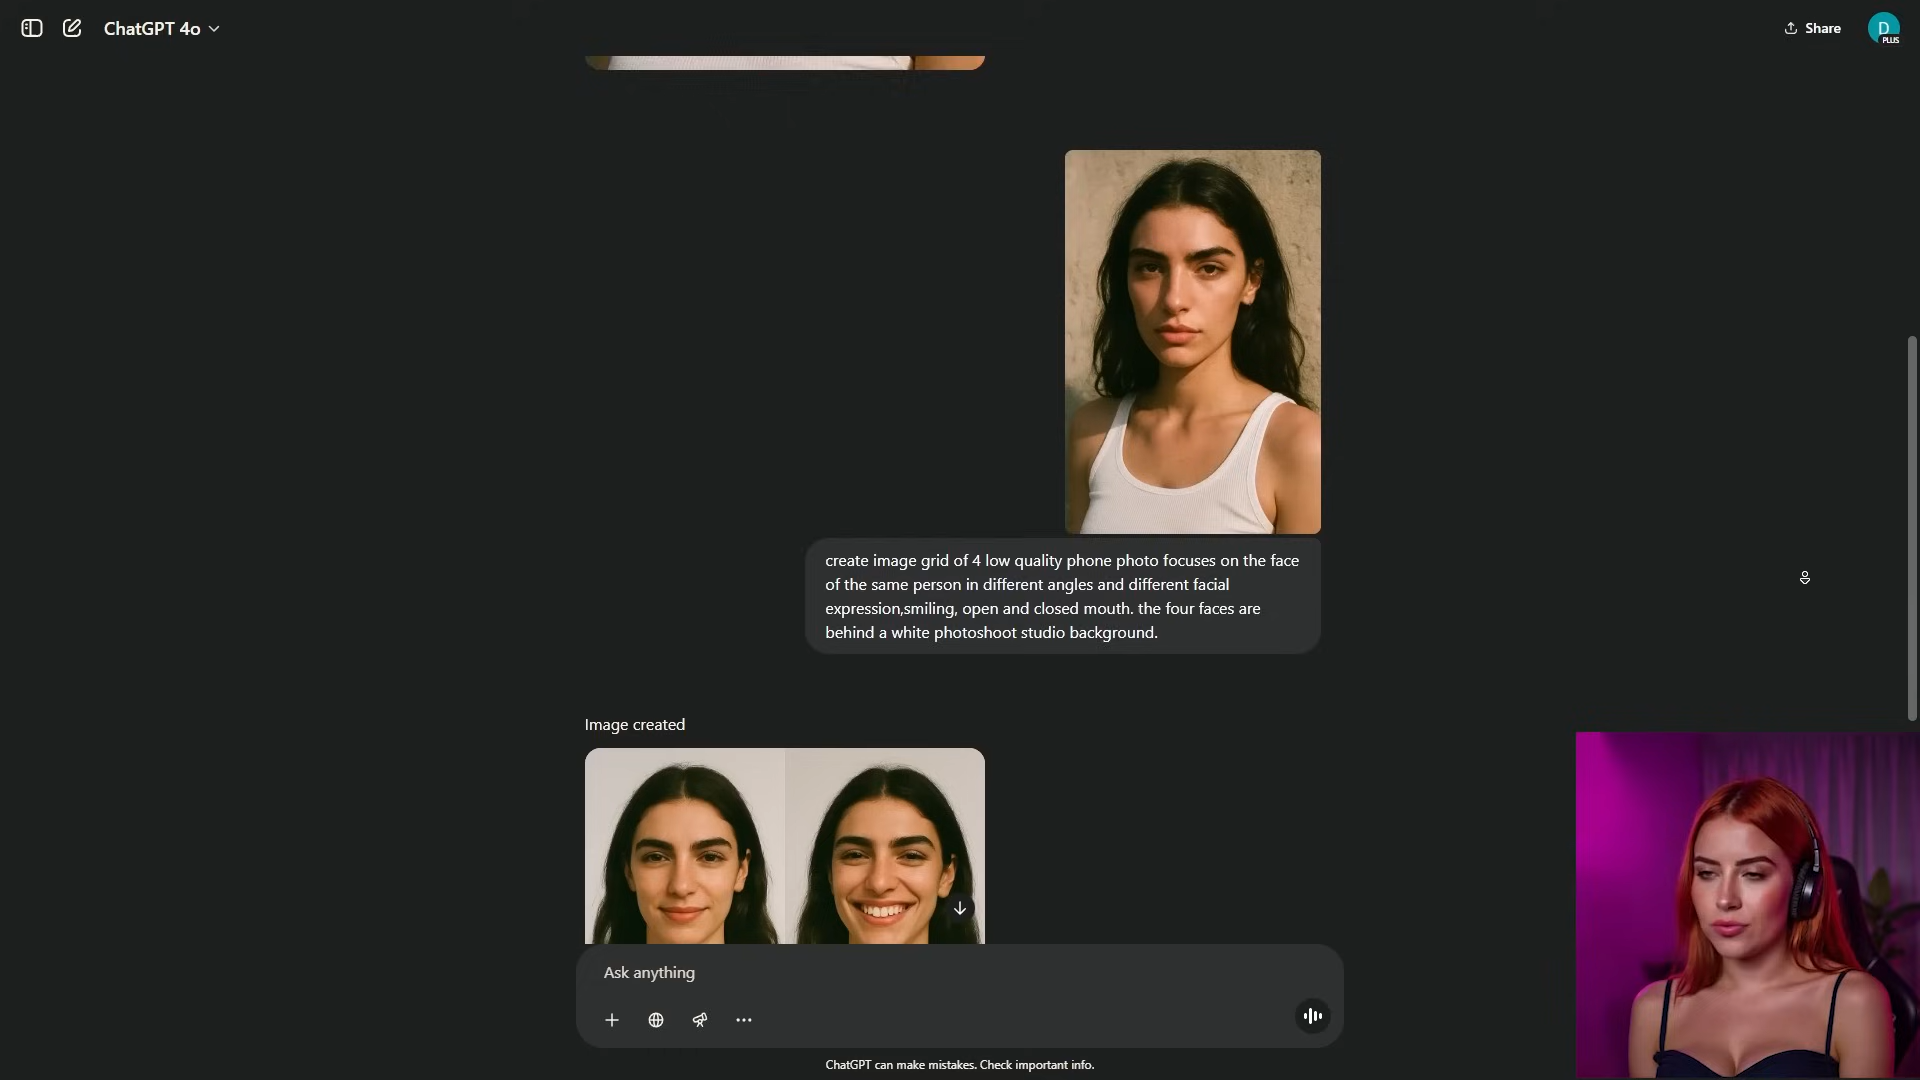 ChatGPT 4o
Share
D
PLUS
create image grid of 4 low quality phone photo focuses on the face
of the same person in different angles and different facial
expression,smiling, open and closed mouth. the four faces are
behind a white photoshoot studio background.
Image created
Ask anything
ChatGPT can make mistakes. Check important info.